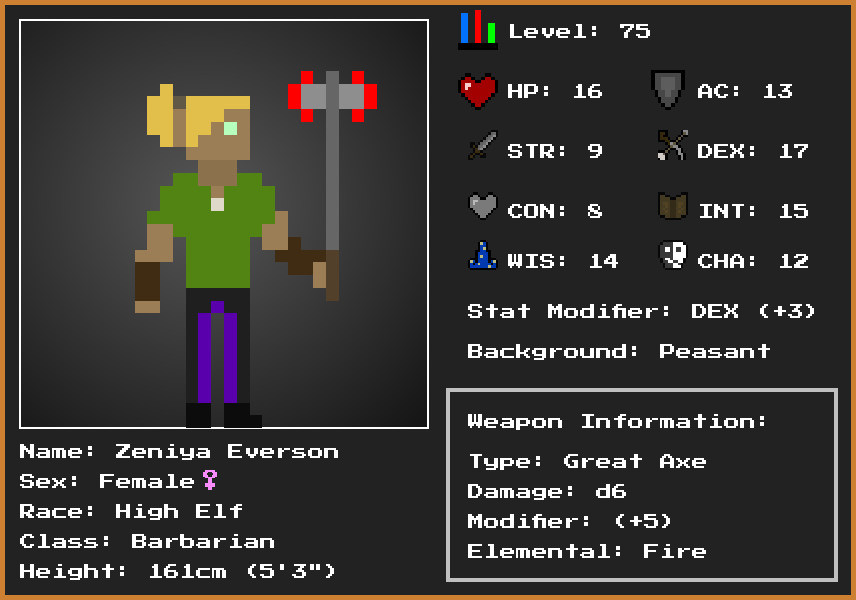 Level: 75
HP: 16
AC: 13
STR: 9
DEX: 17
CON: 8
INT: 15
WIS: 14
CHA: 12
Stat Modifier: DEX (+3)
Background: Peasant
Weapon Information:
Type: Great Axe
Damage: d6
Modifier: (+5)
Elemental: Fire
Name: Zeniya Everson
Sex: Female♀
Race: High Elf
Class: Barbarian
Height: 161cm (5'3")